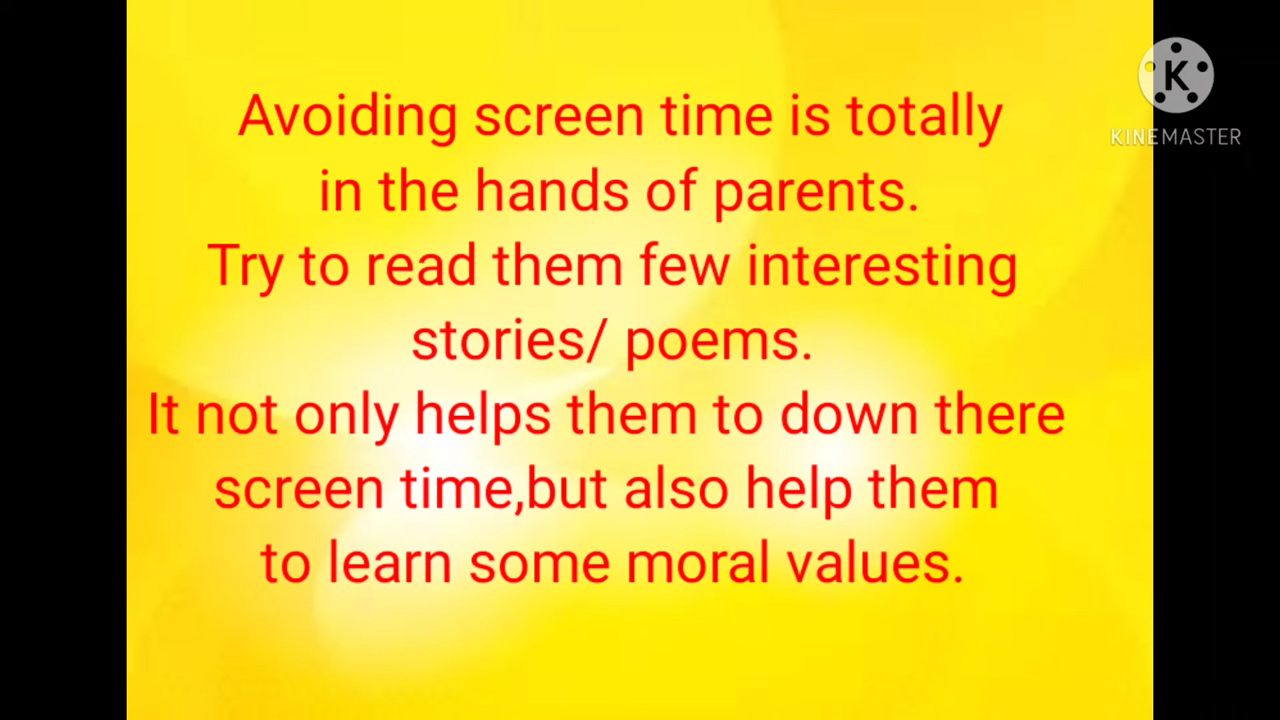 Avoiding screen time is totally
in the hands of parents.
Try to read them few interesting
stories/ poems.
It not only helps them to down there
screen time,but also help them
to learn some moral values.
K
KINEMASTER